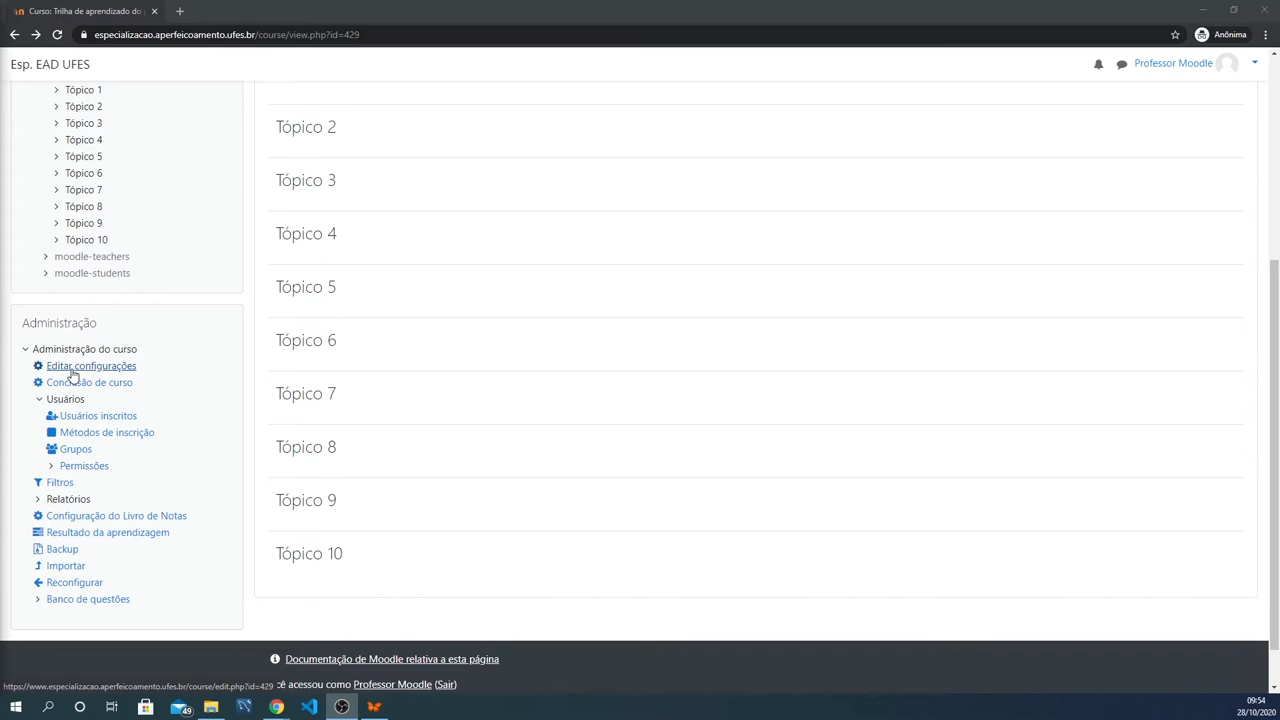 Curso: Trilha de aprendizado do
especializacao.aperfeicoamento.ufes.br/course/view.php?id=429
Anônima
Esp. EAD UFES
Professor Moodle
Tópico 1
Tópico 2
Tópico 3
Tópico 4
Tópico 5
Tópico 6
Tópico 7
Tópico 8
Tópico 9
Tópico 10
moodle-teachers
moodle-students
Administração
Administração do curso
Editar configurações
Conclusão de curso
Usuários
Usuários inscritos
Métodos de inscrição
Grupos
Permissões
Filtros
Relatórios
Configuração do Livro de Notas
Resultado da aprendizagem
Backup
Importar
Reconfigurar
Banco de questões
Tópico 2
Tópico 3
Tópico 4
Tópico 5
Tópico 6
Tópico 7
Tópico 8
Tópico 9
Tópico 10
Documentação de Moodle relativa a esta página
cê acessou como Professor Moodle (Sair)
https://www.especializacao.aperfeicoamento.ufes.br/course/edit.php?id=429
49
09:54
28/10/2020